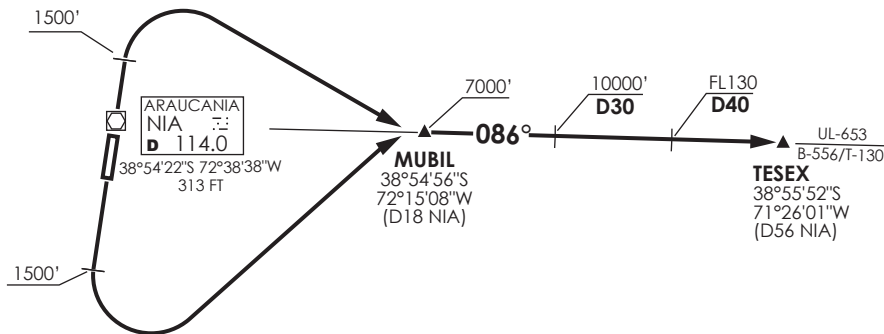 1500'
ARAUCANIA
NIA
D 114.0
38°54'22"S 72°38'38"W
313 FT
1500'
7000'
MUBIL
38°54'56"S
72°15'08"W
(D18 NIA)
086°
10000'
D30
FL130
D40
UL-653
B-556/T-130
TESEX
38°55'52"S
71°26'01"W
(D56 NIA)